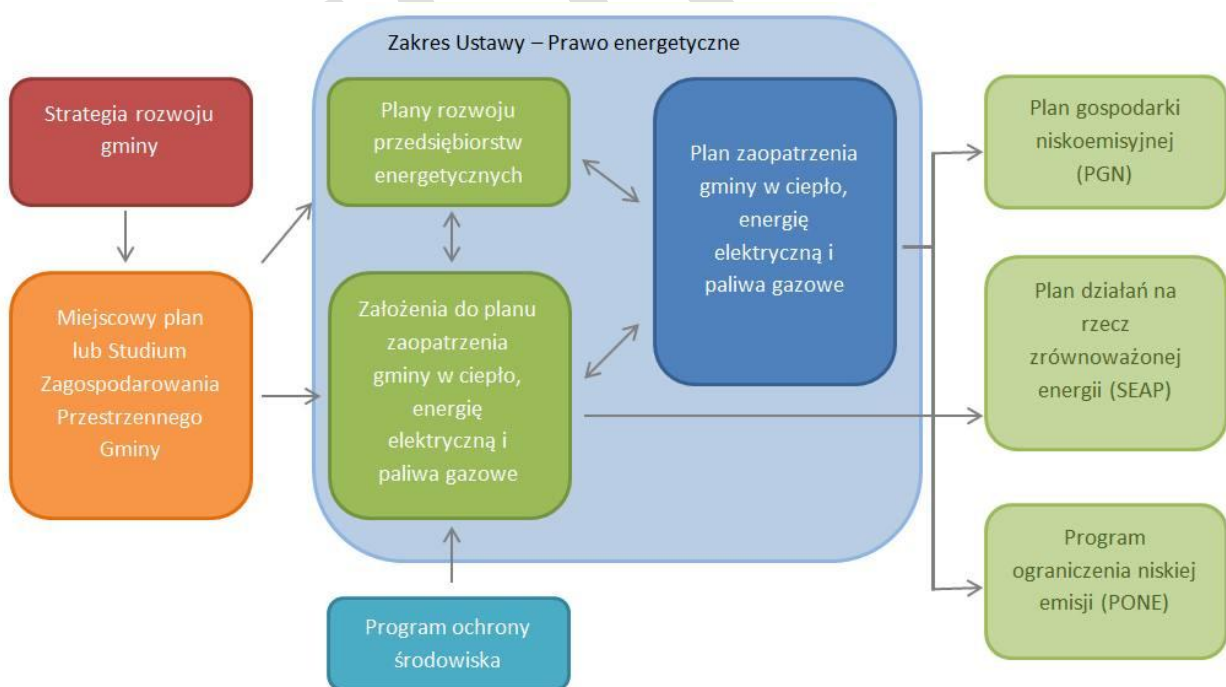 Zakres Ustawy – Prawo energetyczne
Strategia rozwoju
gminy
Miejscowy plan
lub Studium
Zagospodarowania
Przestrzennego
Gminy
Plany rozwoju
przedsiębiorstw
energetycznych
Założenia do planu
zaopatrzenia
gminy w ciepło,
energię
elektryczną i
paliwa gazowe
Program ochrony
środowiska
Plan zaopatrzenia
gminy w ciepło,
energię
elektryczną i
paliwa gazowe
Plan gospodarki
niskoemisyjnej
(PGN)
Plan działań na
rzecz
zrównoważonej
energii (SEAP)
Program
ograniczenia niskiej
emisji (PONE)